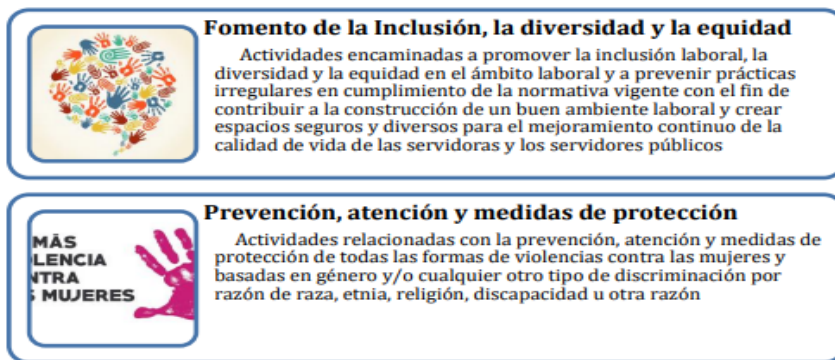 Fomento de la Inclusión, la diversidad y la equidad
Actividades encaminadas a promover la inclusión laboral, la
diversidad y la equidad en el ámbito laboral y a prevenir prácticas
irregulares en cumplimiento de la normativa vigente con el fin de
contribuir a la construcción de un buen ambiente laboral y crear
espacios seguros y diversos para el mejoramiento continuo de la
calidad de vida de las servidoras y los servidores públicos
Prevención, atención y medidas de protección
MÁS
LENCIA
NTRA
S MUJERES
Actividades relacionadas con la prevención, atención y medidas de
protección de todas las formas de violencias contra las mujeres y
basadas en género y/o cualquier otro tipo de discriminación por
razón de raza, etnia, religión, discapacidad u otra razón